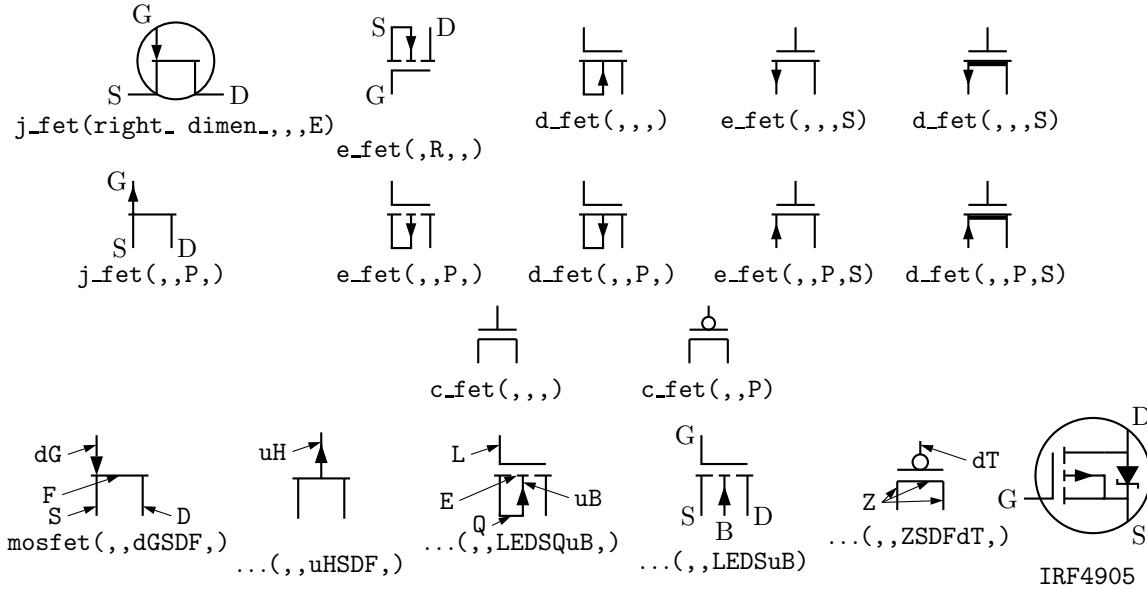 G
S
D
j_fet(right_ dimen_,,,E)
S
D
G
e_fet(,R,,)
d_fet(,,,)
e_fet(,,,S)
d_fet(,,,S)
G
S
D
j_fet(,,P,)
e_fet(,,P,)
d_fet(,,P,)
e_fet(,,P,S)
d_fet(,,P,S)
c_fet(,,,)
c_fet(,,P)
dG
F
S
D
mosfet(,,dGSDF,)
uH
...(,,uHSDF,)
L
E
uB
Q
...(,,LEDSQuB,)
G
S
B
D
...(,,LEDSuB)
dT
Z
...(,,ZSDFdT,)
D
G
S
IRF4905